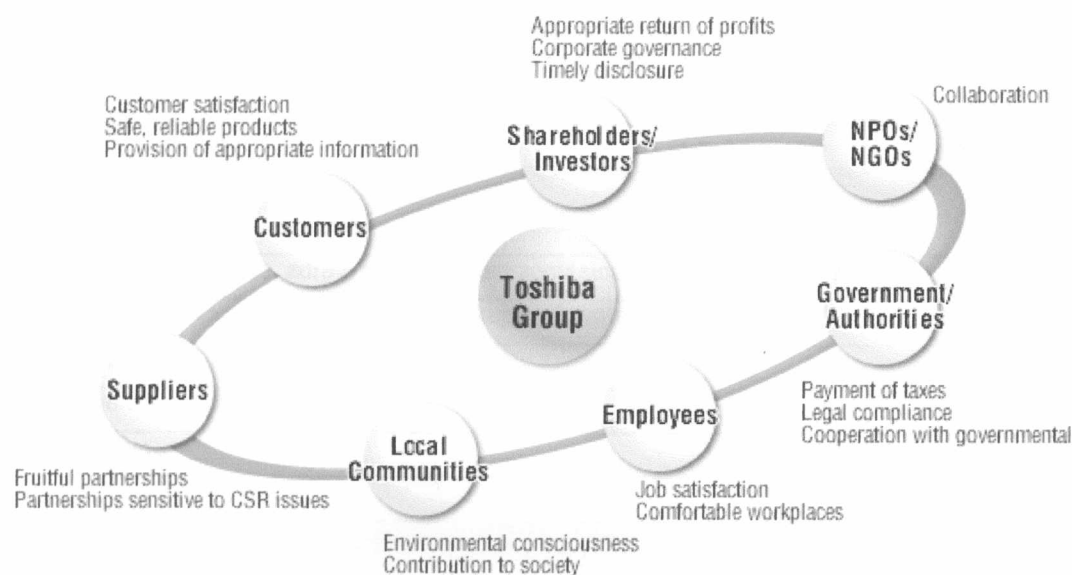 Appropriate return of profits
Corporate governance
Timely disclosure
Shareholders/
Investors
Collaboration
NPOs/
NGOs
Customer satisfaction
Safe, reliable products
Provision of appropriate information
Customers
Toshiba
Group
Government/
Authorities
Payment of taxes
Legal compliance
Cooperation with governmental
Suppliers
Fruitful partnerships
Partnerships sensitive to CSR issues
Local
Communities
Environmental consciousness
Contribution to society
Employees
Job satisfaction
Comfortable workplaces